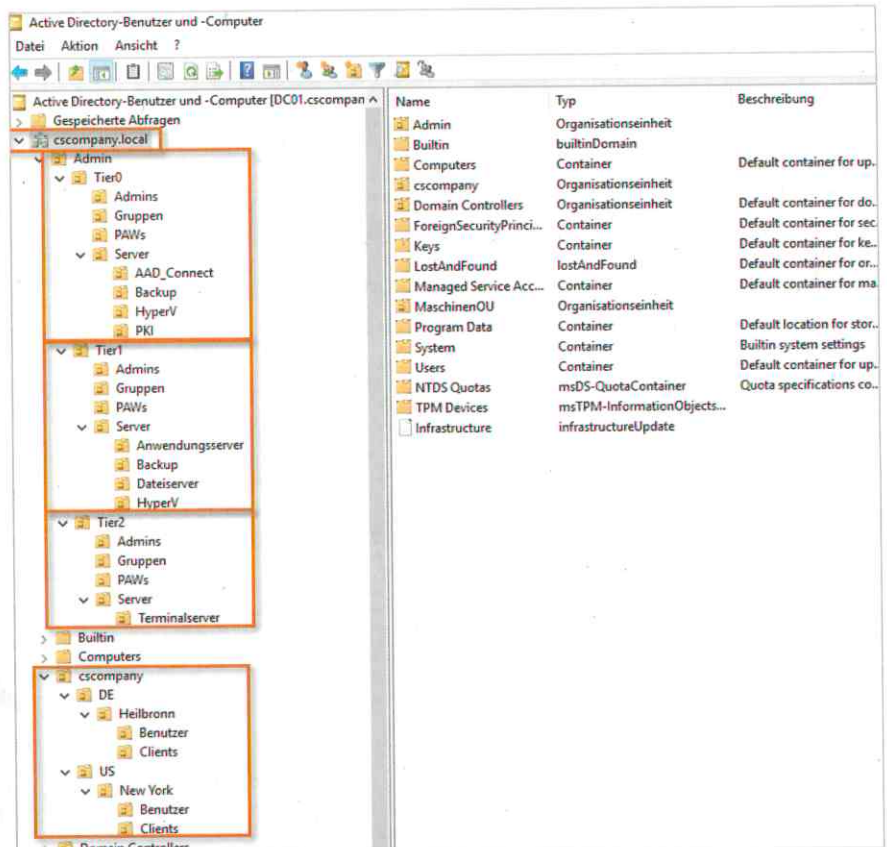 Active Directory-Benutzer und -Computer
Datei Aktion Ansicht ?
Active Directory-Benutzer und -Computer [DC01.cscompan
Gespeicherte Abfragen
cscompany.local
Admin
Tier0
Admins
Gruppen
PAWs
Server
AAD_Connect
Backup
HyperV
PKI
Tier1
Admins
Gruppen
PAWs
Server
Anwendungsserver
Backup
Dateiserver
HyperV
Tier2
Admins
Gruppen
PAWs
Server
Terminalserver
Builtin
Computers
cscompany
DE
Heilbronn
Benutzer
Clients
US
New York
Benutzer
Clients
Domain Controllers
Name Typ Beschreibung
Admin Organisationseinheit
Builtin builtinDomain
Computers Container Default container for up..
cscompany Organisationseinheit
Domain Controllers Organisationseinheit Default container for do..
ForeignSecurityPrinci... Container Default container for sec
Keys Container Default container for ke..
LostAndFound lostAndFound Default container for or...
Managed Service Acc... Container Default container for ma
MaschinenOU Organisationseinheit
Program Data Container Default location for stor..
System Container Builtin system settings
Users Container Default container for up..
NTDS Quotas msDS-QuotaContainer Quota specifications co...
TPM Devices msTPM-InformationObjects...
Infrastructure infrastructureUpdate